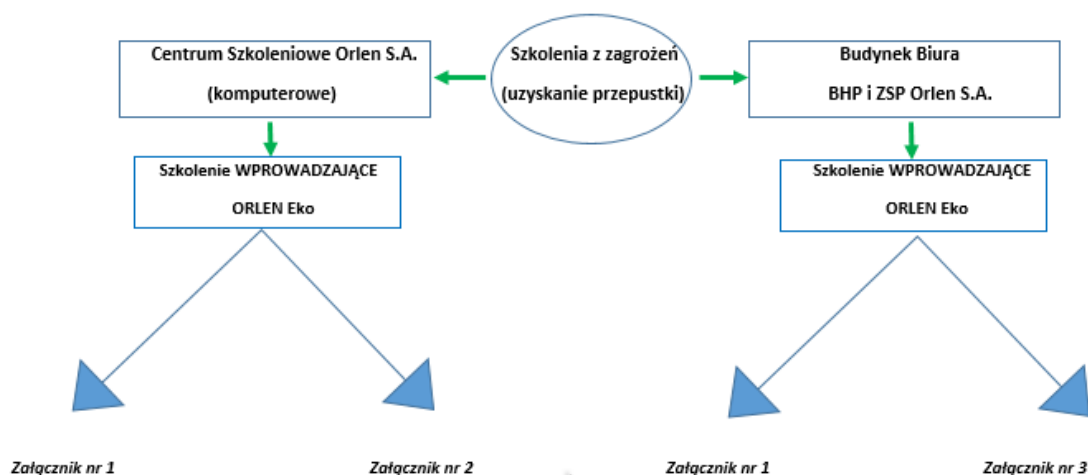 Centrum Szkoleniowe Orlen S.A.
(komputerowe)
Szkolenia z zagrożeń
(uzyskanie przepustki)
Budynek Biura
BHP i ZSP Orlen S.A.
Szkolenie WPROWADZAJĄCE
ORLEN Eko
Szkolenie WPROWADZAJĄCE
ORLEN Eko
Załącznik nr 1
Załącznik nr 2
Załącznik nr 1
Załącznik nr 3